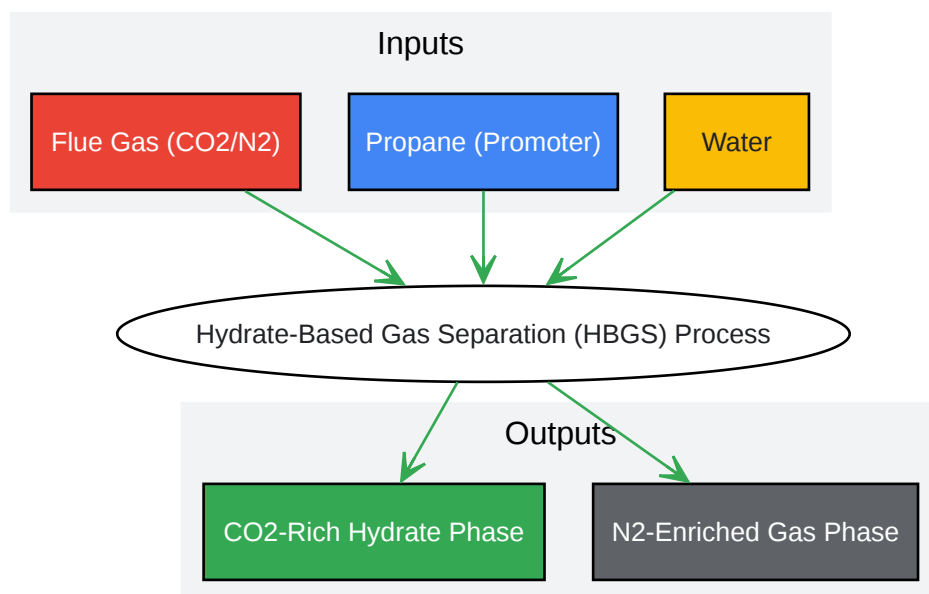 Inputs
Flue Gas (CO2/N2)
Propane (Promoter)
Water
Hydrate-Based Gas Separation (HBGS) Process
Outputs
CO2-Rich Hydrate Phase
N2-Enriched Gas Phase